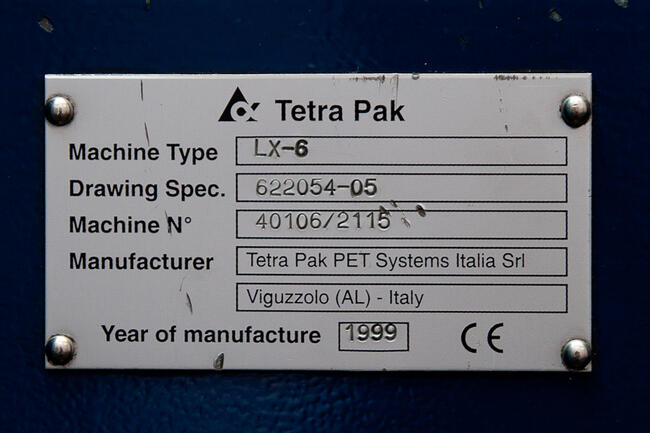 Tetra Pak
Machine Type LX-6
Drawing Spec. 622054-05
Machine N° 40106/2115
Manufacturer Tetra Pak PET Systems Italia Srl
Viguzzolo (AL) - Italy
Year of manufacture 1999 CE